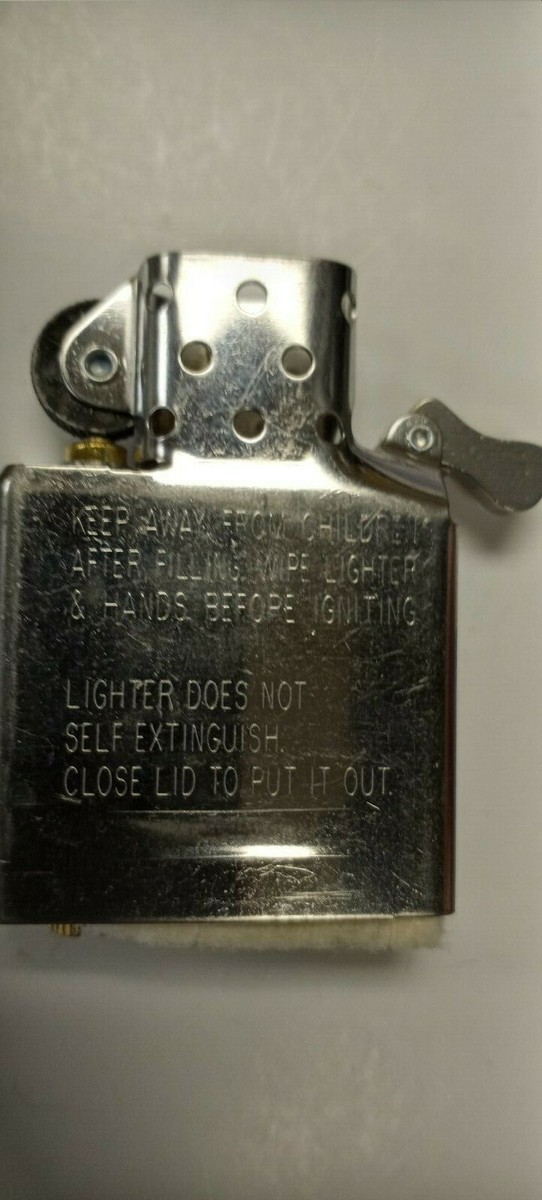 KEEP AWAY FROM CHILDREN
AFTER FILLING WIPE LIGHTER
& HANDS BEFORE IGNITING
LIGHTER DOES NOT
SELF EXTINGUISH.
CLOSE LID TO PUT IT OUT.